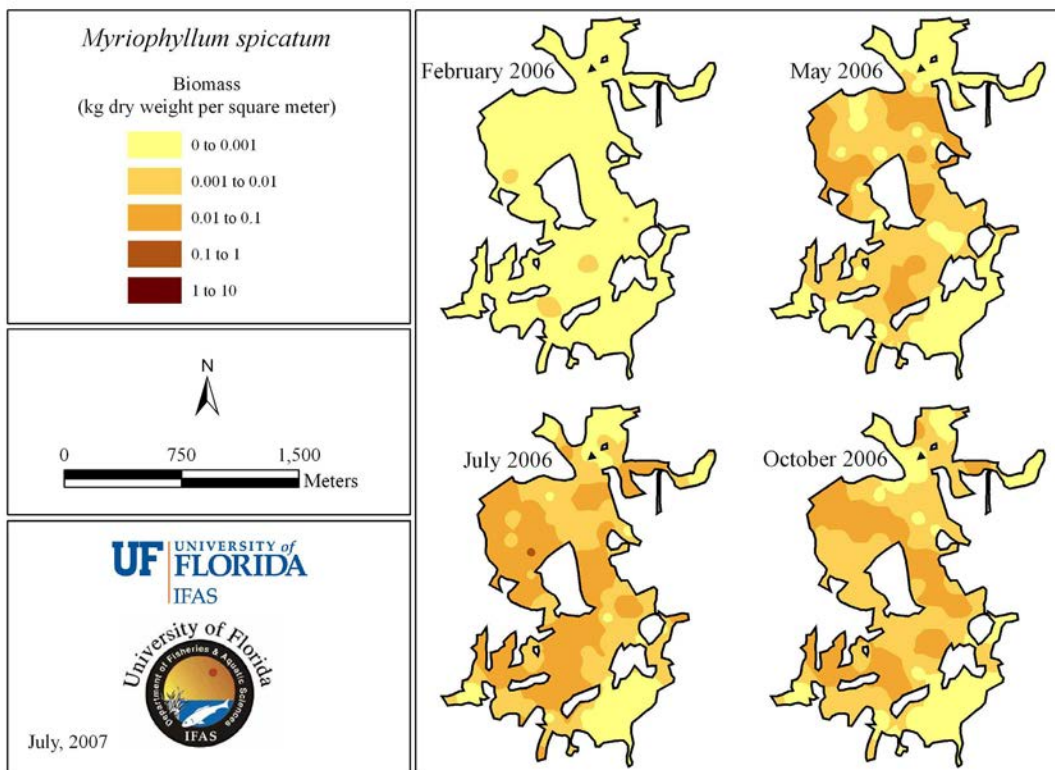 Myriophyllum spicatum
Biomass
(kg dry weight per square meter)
0 to 0.001
0.001 to 0.01
0.01 to 0.1
0.1 to 1
1 to 10
N
0 750 1,500
Meters
UF UNIVERSITY of
FLORIDA
IFAS
University of Florida
Department of Fisheries & Aquatic Sciences
IFAS
July, 2007
February 2006
May 2006
July 2006
October 2006